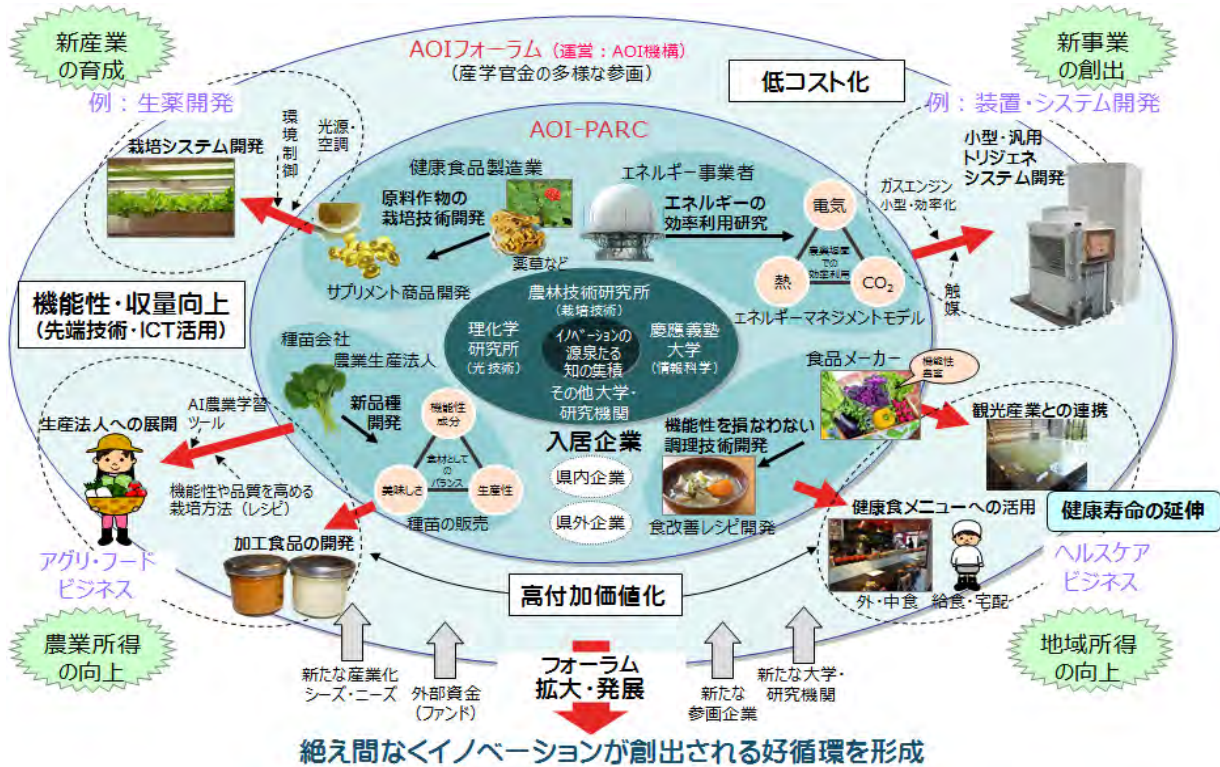 新産業
の育成
例：生薬開発
AOIフォーラム（運営：AOI機構）
（産学官金の多様な参画）
低コスト化
新事業
の創出
例：装置・システム開発
栽培システム開発
環境制御
光源・
空調
AOI-PARC
健康食品製造業
原料作物の
栽培技術開発
薬草など
サプリメント商品開発
エネルギー事業者
エネルギーの
効率利用研究
電気
熱
CO₂
農業場面
での
効率利用
エネルギーマネジメントモデル
小型・汎用
トリジェネ
システム開発
ガスエンジン
小型・効率化
触媒
機能性・収量向上
（先端技術・ICT活用）
農林技術研究所
（栽培技術）
理化学
研究所
（光技術）
イノベーションの
源泉たる
知の集積
慶應義塾
大学
（情報科学）
その他大学・
研究機関
種苗会社
農業生産法人
新品種
開発
機能性
成分
美味しさ
生産性
食材として
の
バランス
種苗の販売
入居企業
県内企業
県外企業
食品メーカー
機能性
豊富
機能性を損なわない
調理技術開発
食改善レシピ開発
観光産業との連携
健康食メニューへの活用
外・中食
給食・宅配
健康寿命の延伸
ヘルスケア
ビジネス
生産法人への展開
AI農業学習
ツール
機能性や品質を高める
栽培方法（レシピ）
加工食品の開発
アグリ・フード
ビジネス
高付加価値化
農業所得
の向上
地域所得
の向上
新たな産業化
シーズ・ニーズ
外部資金
（ファンド）
フォーラム
拡大・発展
新たな
参画企業
新たな大学・
研究機関
絶え間なくイノベーションが創出される好循環を形成